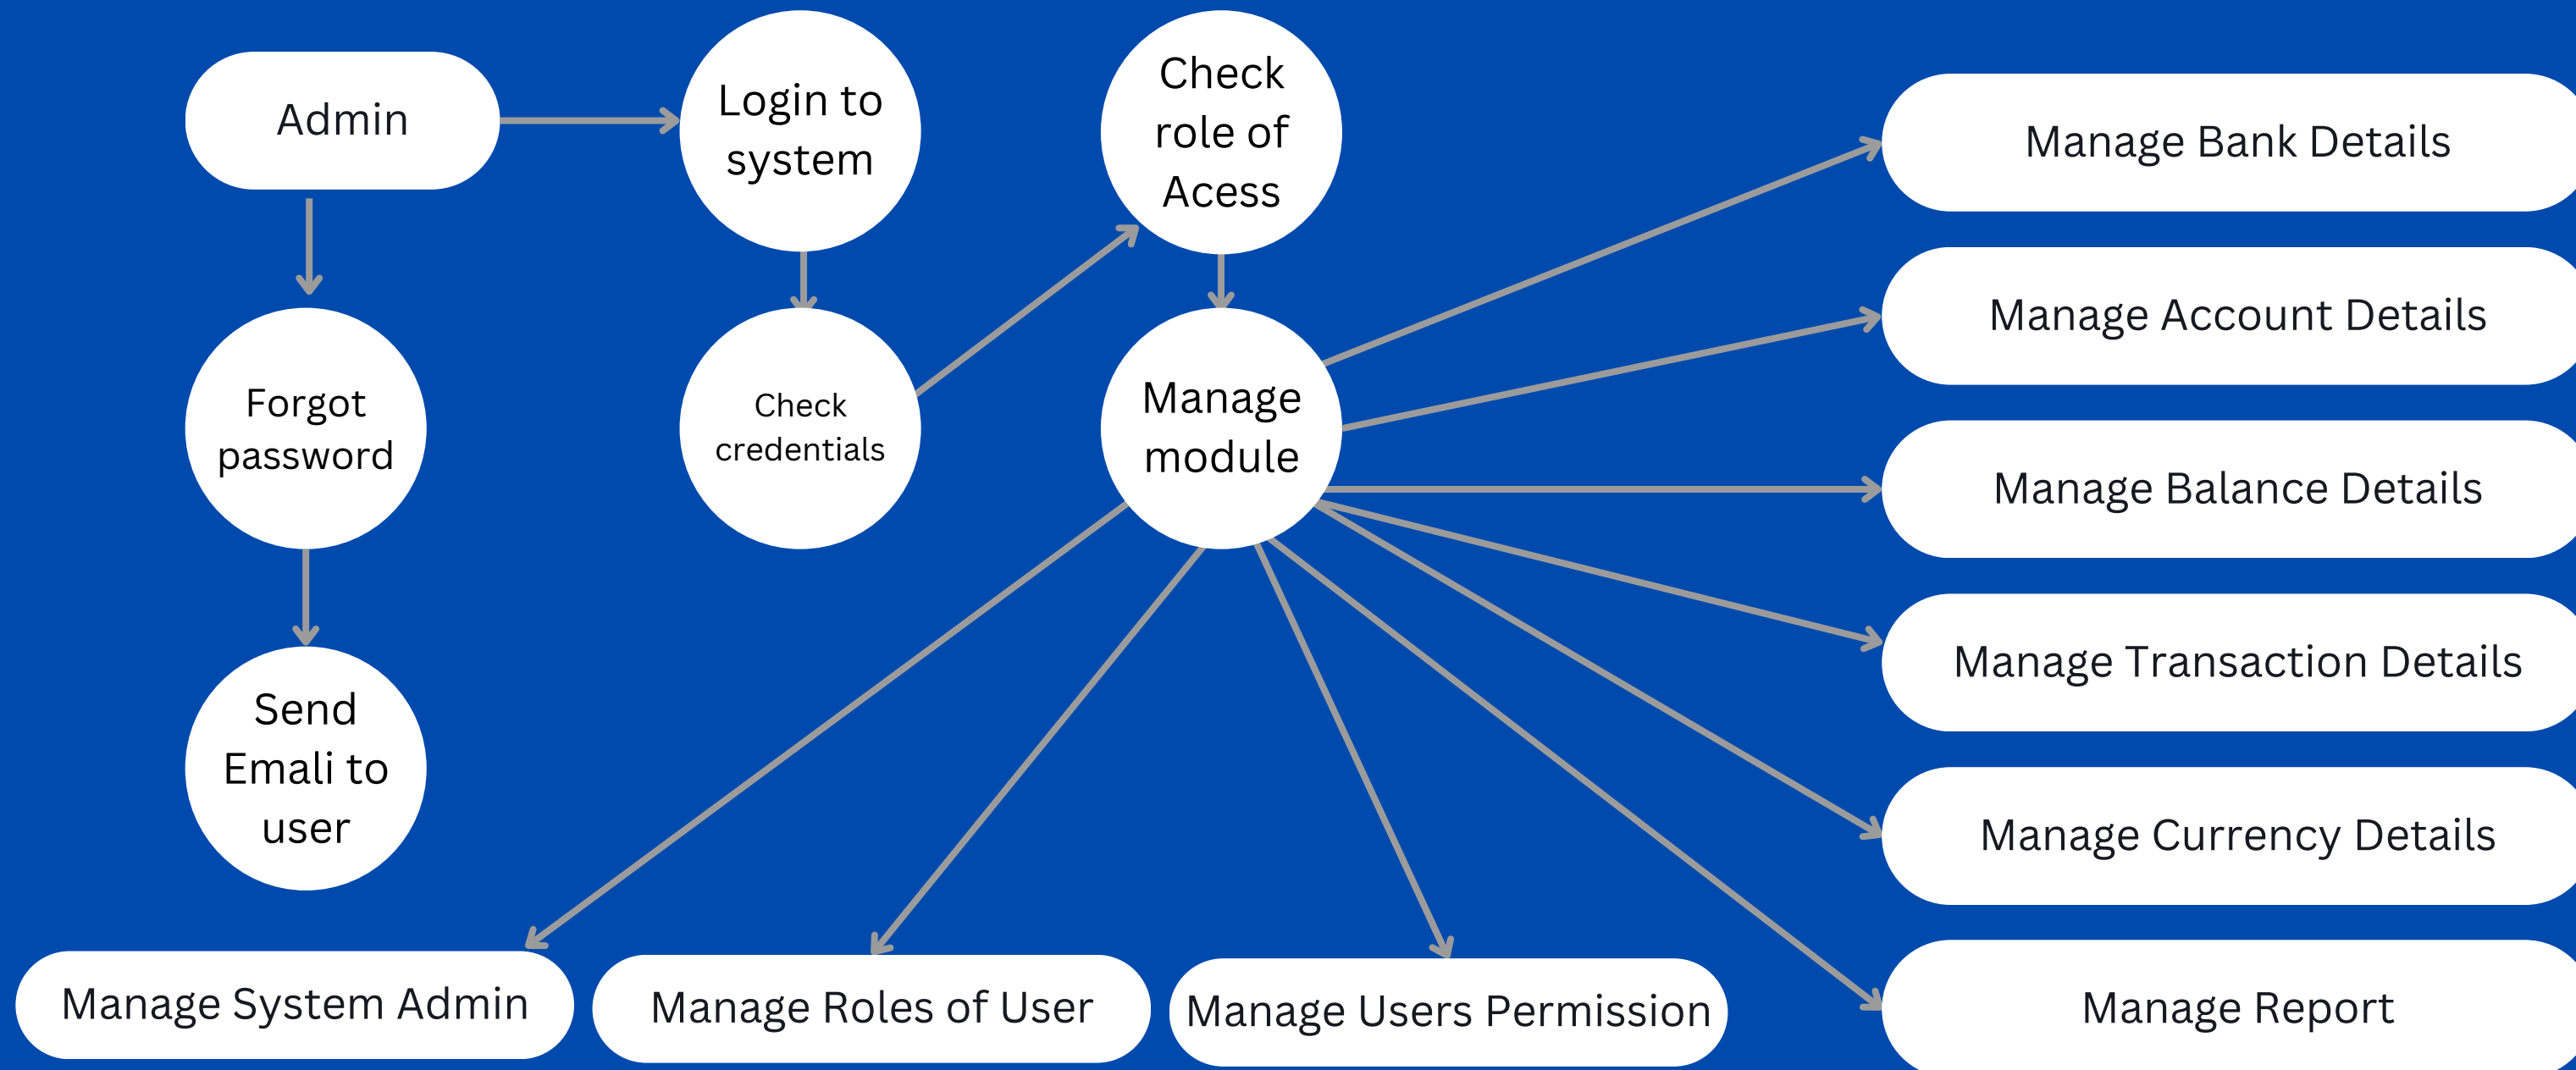 Admin
Login to
system
Check
role of
Acess
Forgot
password
Check
credentials
Manage
module
Send
Emali to
user
Manage Bank Details
Manage Account Details
Manage Balance Details
Manage Transaction Details
Manage Currency Details
Manage Report
Manage System Admin
Manage Roles of User
Manage Users Permission